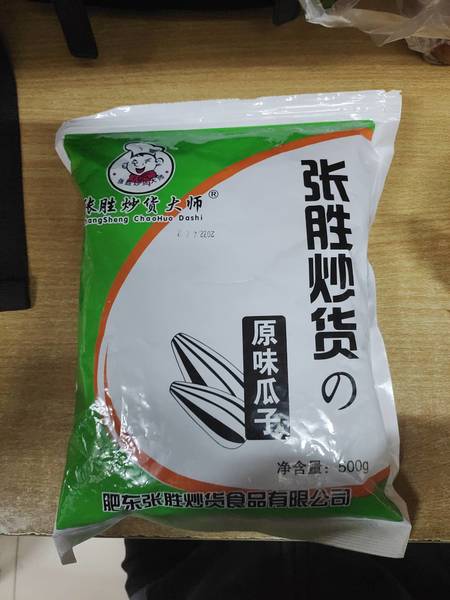 张胜炒货大师®
ZhangSheng ChaoHuo Dashi
张胜炒货の
原味瓜子
净含量：500g
肥东张胜炒货食品有限公司